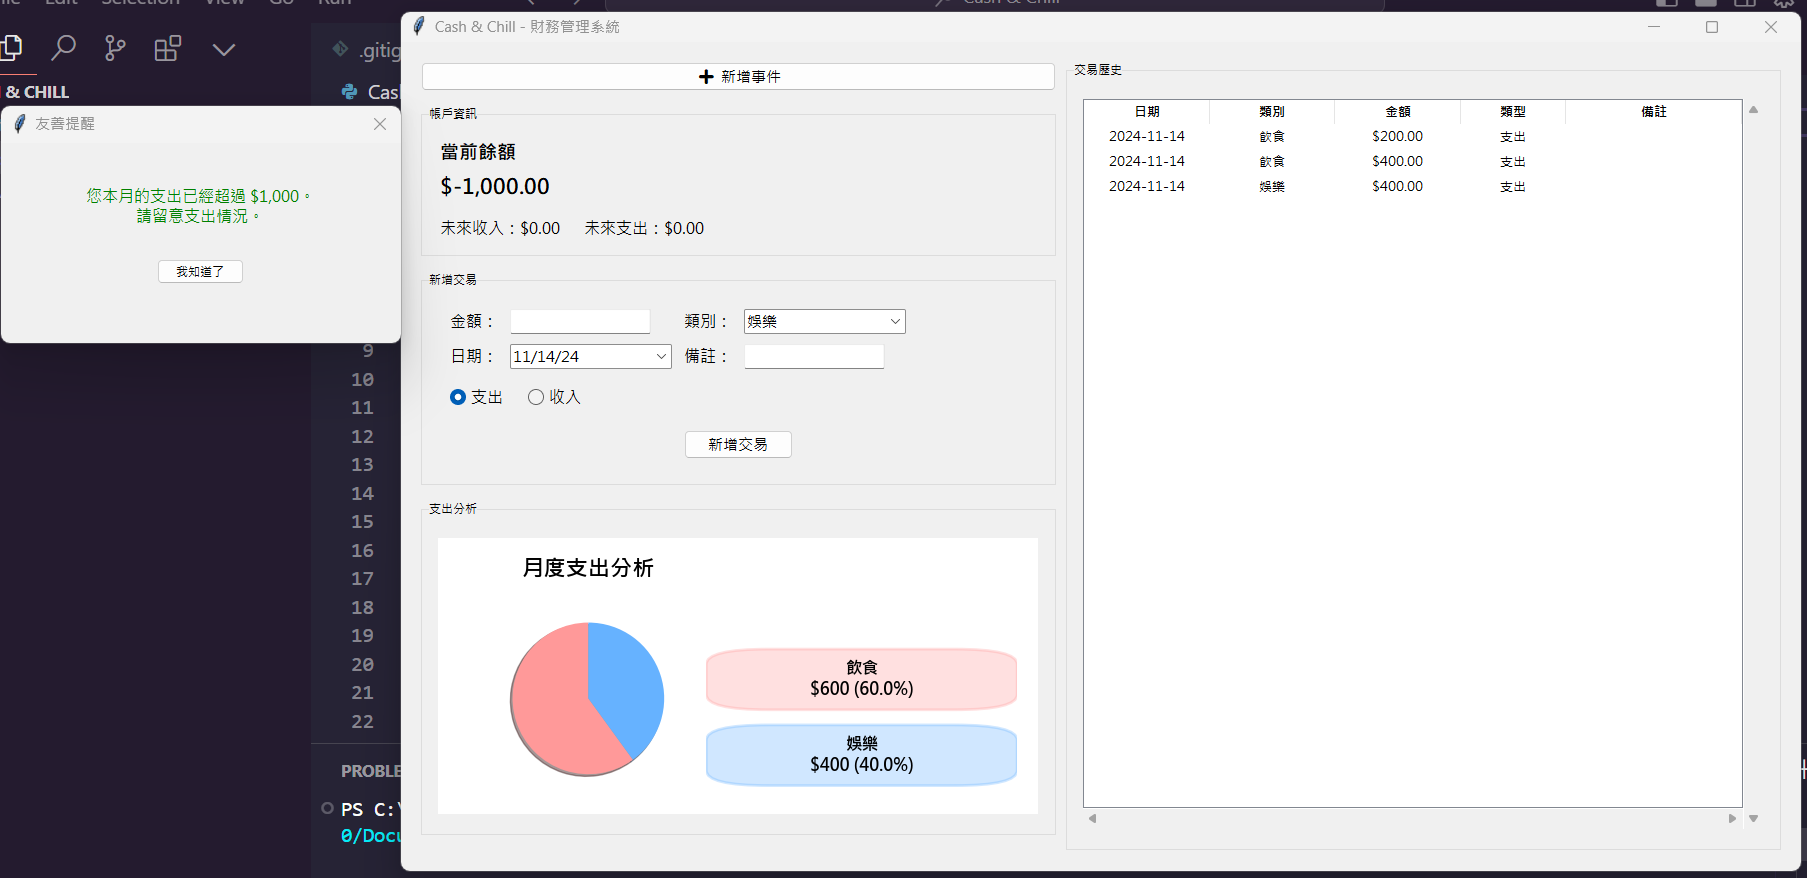 Edit
Selection
View
Go
Run
Cash & Chill
& CHILL
.gitig
Cas
友善提醒
您本月的支出已經超過 $1,000。
請留意支出情況。
我知道了
9
10
11
12
13
14
15
16
17
18
19
20
21
22
PROBLE
PS C:\
0/Docu
Cash & Chill - 財務管理系統
➕ 新增事件
帳戶資訊
當前餘額
$-1,000.00
未來收入：$0.00 未來支出：$0.00
新增交易
金額： 類別： 娛樂
日期： 11/14/24 備註：
支出 收入
新增交易
支出分析
月度支出分析
飲食
$600 (60.0%)
娛樂
$400 (40.0%)
交易歷史
日期 類別 金額 類型 備註
2024-11-14 飲食 $200.00 支出
2024-11-14 飲食 $400.00 支出
2024-11-14 娛樂 $400.00 支出